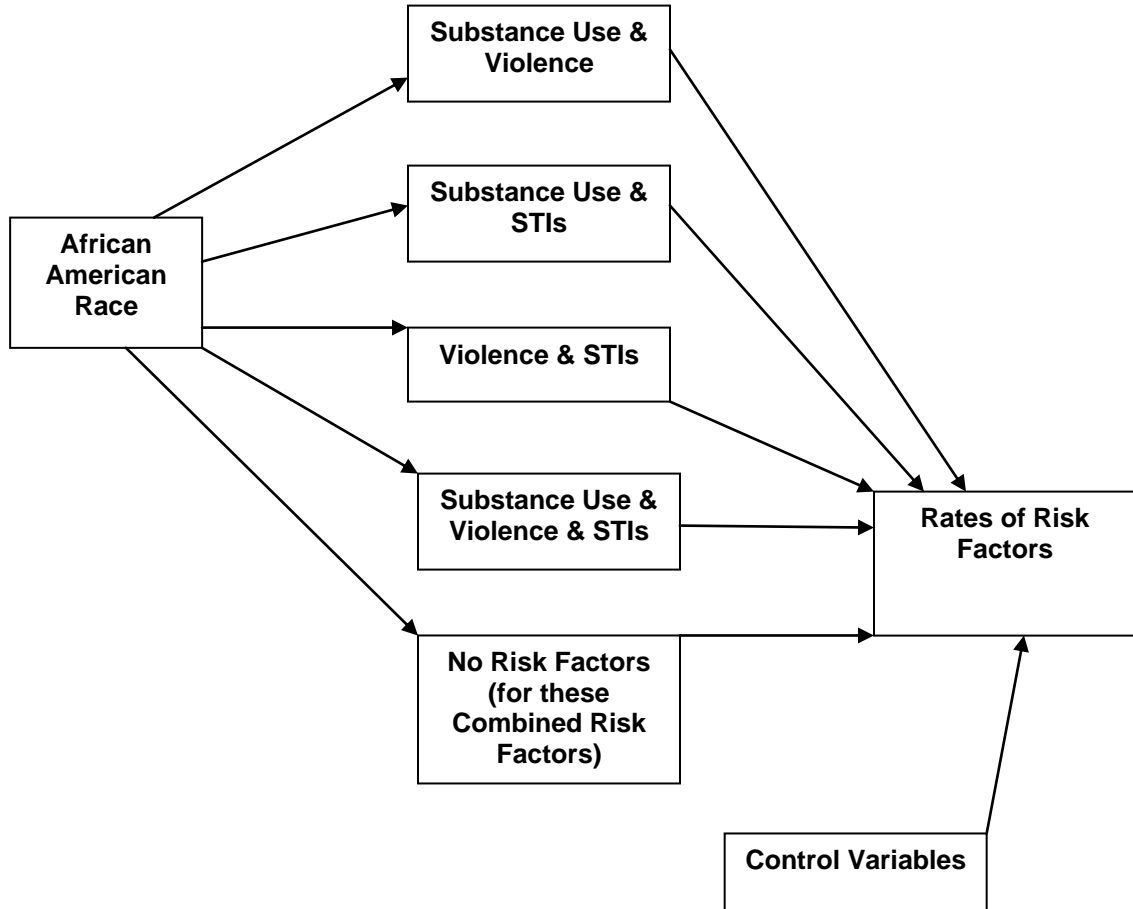 Substance Use &
Violence
Substance Use &
STIs
African
American
Race
Violence & STIs
Substance Use &
Violence & STIs
Rates of Risk
Factors
No Risk Factors
(for these
Combined Risk
Factors)
Control Variables